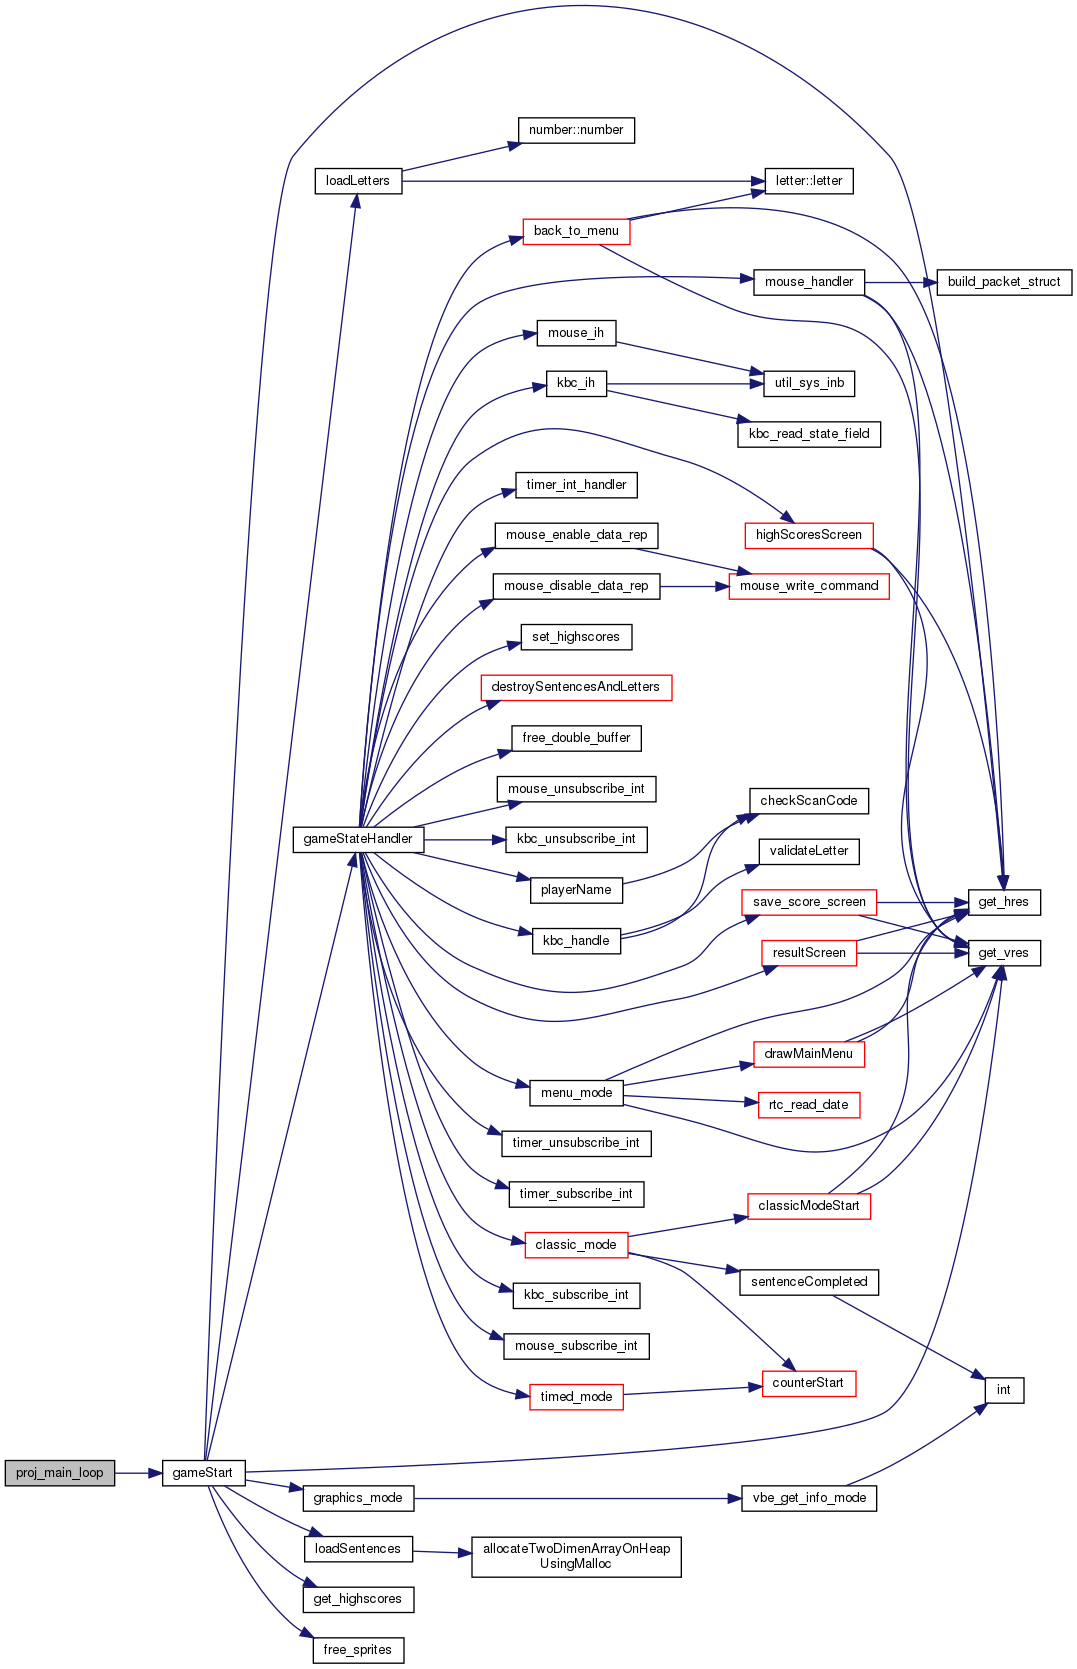 number::number
loadLetters
letter::letter
back_to_menu
mouse_handler
build_packet_struct
mouse_ih
kbc_ih
util_sys_inb
kbc_read_state_field
timer_int_handler
mouse_enable_data_rep
highScoresScreen
mouse_disable_data_rep
mouse_write_command
set_highscores
destroySentencesAndLetters
free_double_buffer
mouse_unsubscribe_int
checkScanCode
gameStateHandler
kbc_unsubscribe_int
validateLetter
playerName
save_score_screen
get_hres
kbc_handle
resultScreen
get_vres
drawMainMenu
menu_mode
rtc_read_date
timer_unsubscribe_int
timer_subscribe_int
classicModeStart
classic_mode
sentenceCompleted
kbc_subscribe_int
mouse_subscribe_int
counterStart
timed_mode
int
proj_main_loop
gameStart
graphics_mode
vbe_get_info_mode
loadSentences
allocateTwoDimenArrayOnHeap
UsingMalloc
get_highscores
free_sprites